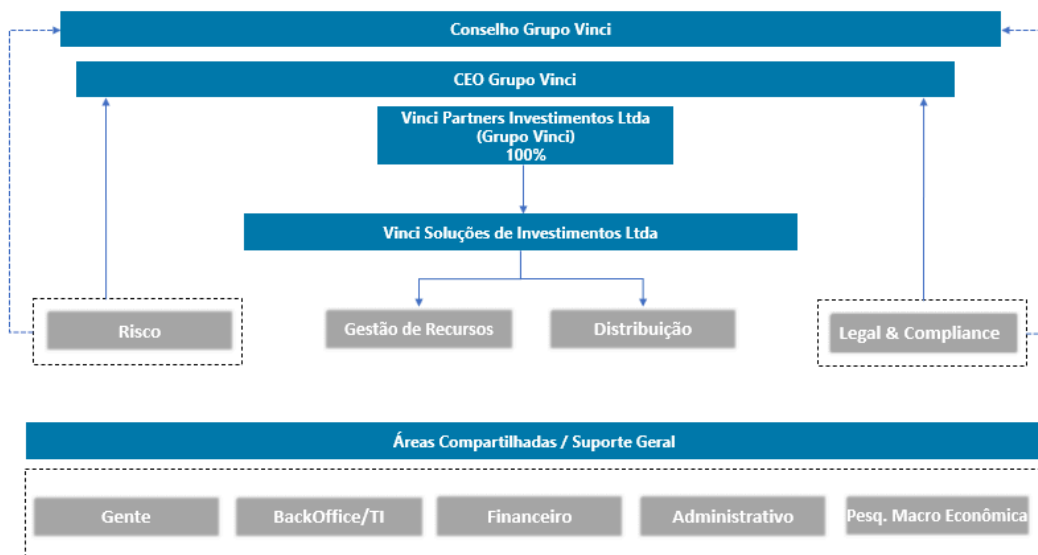 Conselho Grupo Vinci
CEO Grupo Vinci
Vinci Partners Investimentos Ltda
(Grupo Vinci)
100%
Vinci Soluções de Investimentos Ltda
Risco
Gestão de Recursos
Distribuição
Legal & Compliance
Áreas Compartilhadas / Suporte Geral
Gente
BackOffice/TI
Financeiro
Administrativo
Pesq. Macro Econômica